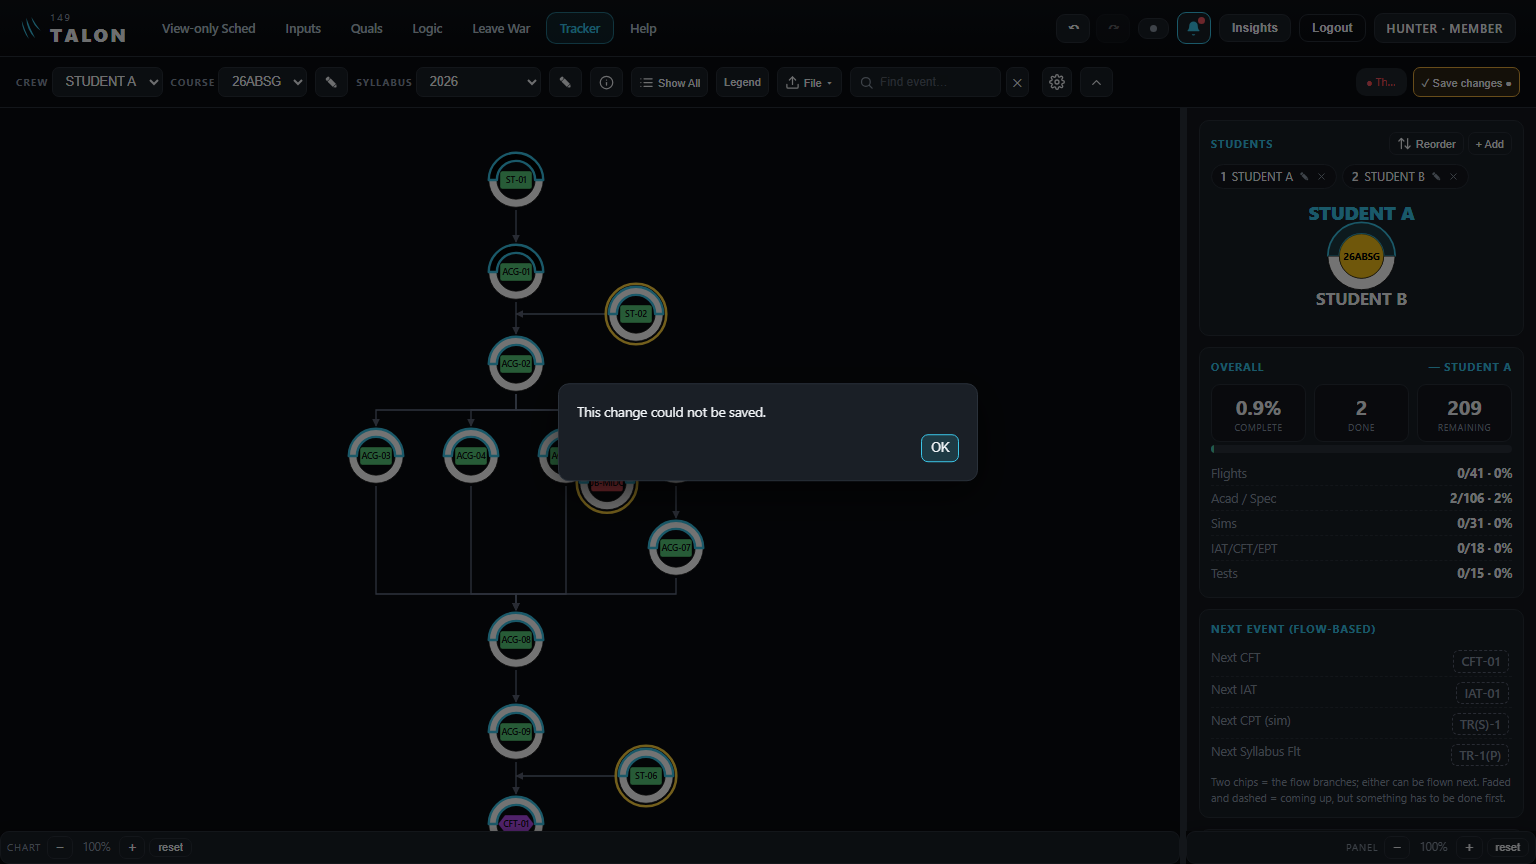 149
TALON
View-only Sched
Inputs
Quals
Logic
Leave War
Tracker
Help
Insights
Logout
HUNTER · MEMBER
CREW
STUDENT A
COURSE
26ABSG
SYLLABUS
2026
Show All
Legend
File
Find event...
Th...
✓ Save changes
ST-01
ACG-01
ST-02
ACG-02
ACG-03
ACG-04
ACG-07
ACG-08
ACG-09
ST-06
CFT-01
This change could not be saved.
OK
STUDENTS
Reorder
+ Add
1 STUDENT A
2 STUDENT B
STUDENT A
26ABSG
STUDENT B
OVERALL
— STUDENT A
0.9%
COMPLETE
2
DONE
209
REMAINING
Flights 0/41 · 0%
Acad / Spec 2/106 · 2%
Sims 0/31 · 0%
IAT/CFT/EPT 0/18 · 0%
Tests 0/15 · 0%
NEXT EVENT (FLOW-BASED)
Next CFT CFT-01
Next IAT IAT-01
Next CPT (sim) TR(S)-1
Next Syllabus Flt TR-1(P)
Two chips = the flow branches; either can be flown next. Faded
and dashed = coming up, but something has to be done first.
CHART − 100% + reset
PANEL − 100% + reset